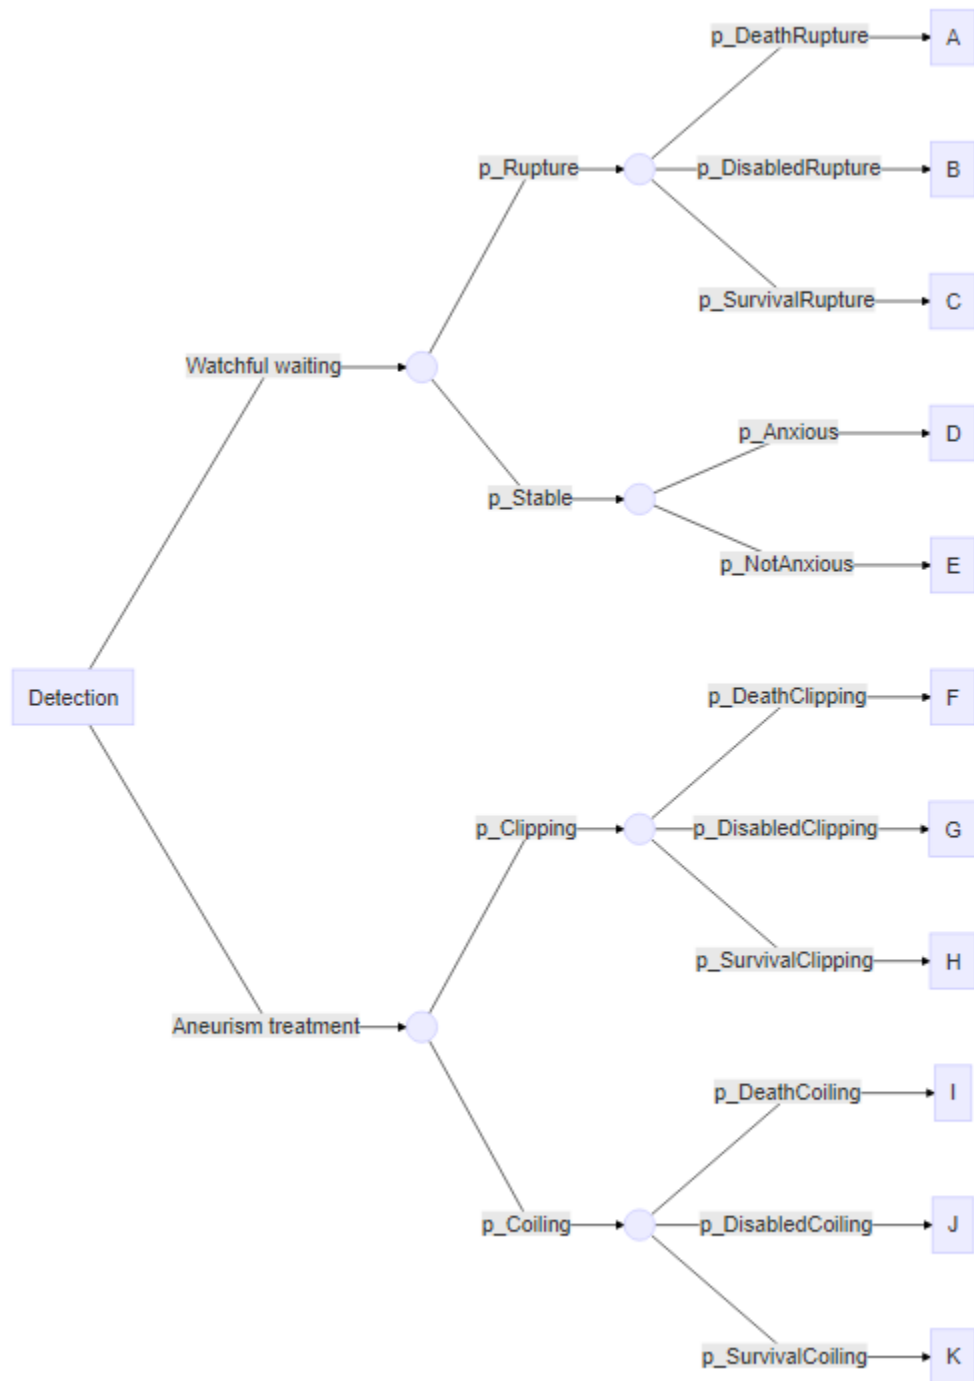 p_DeathRupture
A
p_Rupture
p_DisabledRupture
B
p_SurvivalRupture
C
Watchful waiting
p_Anxious
D
p_Stable
p_NotAnxious
E
Detection
p_DeathClipping
F
p_Clipping
p_DisabledClipping
G
p_SurvivalClipping
H
Aneurism treatment
p_DeathCoiling
I
p_Coiling
p_DisabledCoiling
J
p_SurvivalCoiling
K